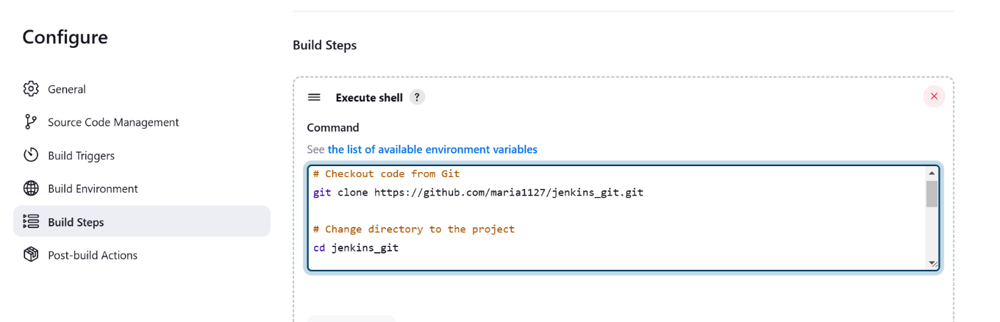 Configure
General
Source Code Management
Build Triggers
Build Environment
Build Steps
Post-build Actions
Build Steps
Execute shell ?
Command
See the list of available environment variables
# Checkout code from Git
git clone https://github.com/maria1127/jenkins_git.git
# Change directory to the project
cd jenkins_git